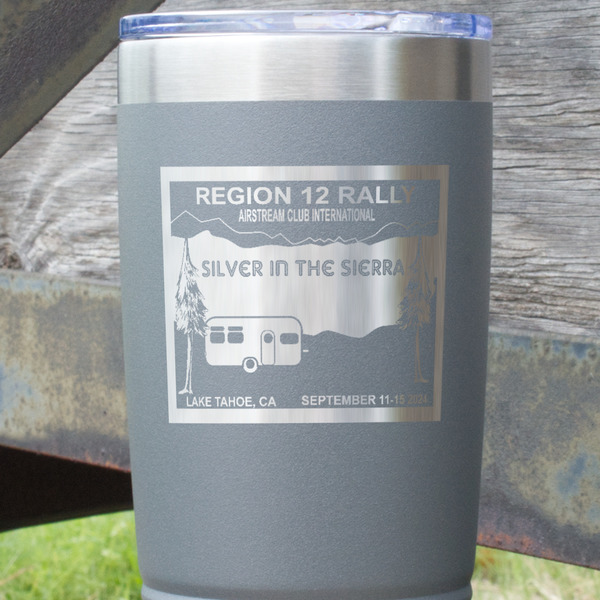 REGION 12 RALLY
AIRSTREAM CLUB INTERNATIONAL
SILVER IN THE SIERRA
LAKE TAHOE, CA SEPTEMBER 11-15 2024